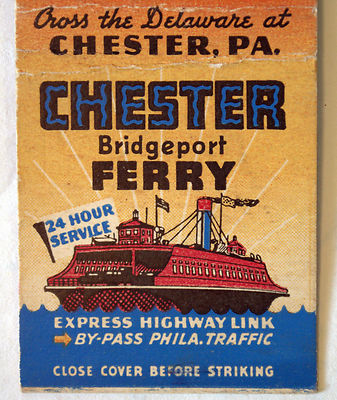 Cross the Delaware at
CHESTER, PA.
CHESTER
Bridgeport
FERRY
24 HOUR
SERVICE
EXPRESS HIGHWAY LINK
BY-PASS PHILA. TRAFFIC
CLOSE COVER BEFORE STRIKING